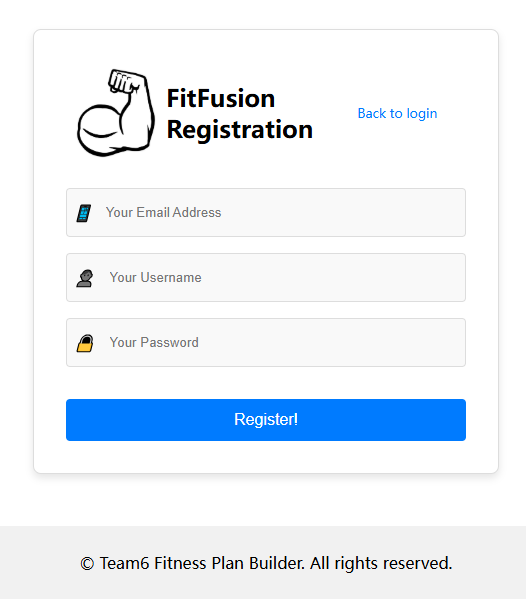 FitFusion
Registration
Back to login
Your Email Address
Your Username
Your Password
Register!
© Team6 Fitness Plan Builder. All rights reserved.